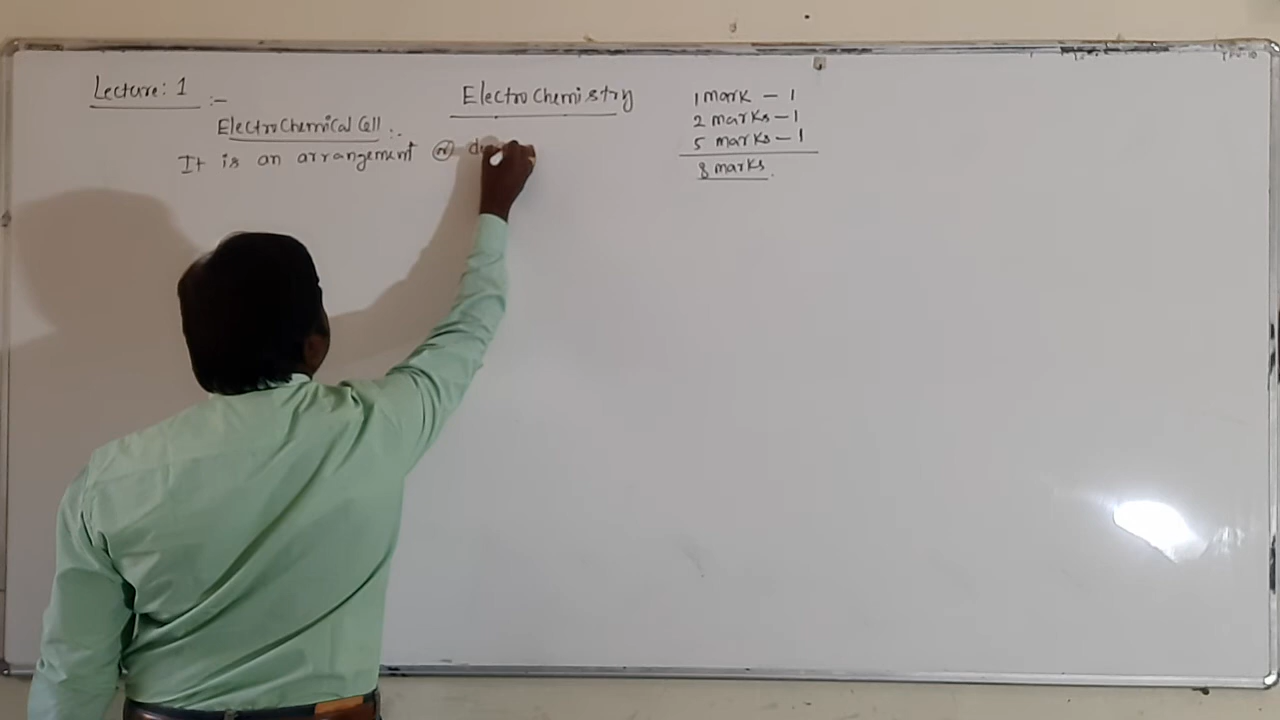 Lecture: 1 :-
ElectroChemistry
1 mark - 1
2 marks - 1
5 marks - 1
8 marks.
ElectroChemical Cell :-
It is an arrangement (or)